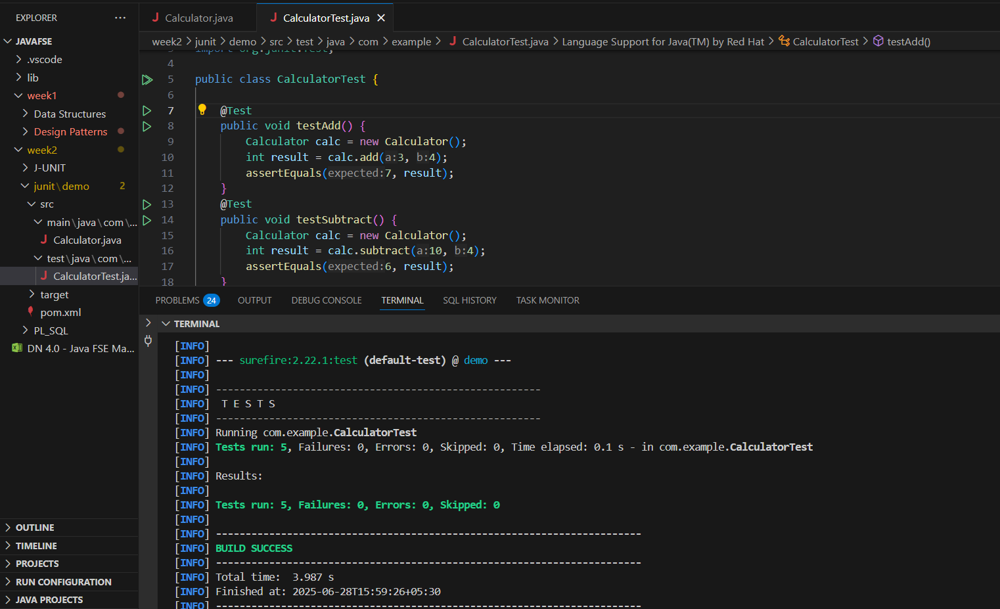 EXPLORER
JAVAFSE
.vscode
lib
week1
Data Structures
Design Patterns
week2
J-UNIT
junit\demo 2
src
main\java\com\...
Calculator.java
test\java\com\...
CalculatorTest.ja...
target
pom.xml
PL_SQL
DN 4.0 - Java FSE Ma...
OUTLINE
TIMELINE
PROJECTS
RUN CONFIGURATION
JAVA PROJECTS
Calculator.java CalculatorTest.java
week2 > junit > demo > src > test > java > com > example > CalculatorTest.java > Language Support for Java(TM) by Red Hat > CalculatorTest > testAdd()
3 import org.junit.Test;
4
5 public class CalculatorTest {
6
7 @Test
8 public void testAdd() {
9 Calculator calc = new Calculator();
10 int result = calc.add(a:3, b:4);
11 assertEquals(expected:7, result);
12 }
13 @Test
14 public void testSubtract() {
15 Calculator calc = new Calculator();
16 int result = calc.subtract(a:10, b:4);
17 assertEquals(expected:6, result);
18 }
PROBLEMS 24 OUTPUT DEBUG CONSOLE TERMINAL SQL HISTORY TASK MONITOR
TERMINAL
[INFO]
[INFO] --- surefire:2.22.1:test (default-test) @ demo ---
[INFO]
[INFO] -------------------------------------------------------
[INFO]  T E S T S
[INFO] -------------------------------------------------------
[INFO] Running com.example.CalculatorTest
[INFO] Tests run: 5, Failures: 0, Errors: 0, Skipped: 0, Time elapsed: 0.1 s - in com.example.CalculatorTest
[INFO]
[INFO] Results:
[INFO]
[INFO] Tests run: 5, Failures: 0, Errors: 0, Skipped: 0
[INFO]
[INFO] ------------------------------------------------------------------------
[INFO] BUILD SUCCESS
[INFO] ------------------------------------------------------------------------
[INFO] Total time:  3.987 s
[INFO] Finished at: 2025-06-28T15:59:26+05:30
[INFO] ------------------------------------------------------------------------